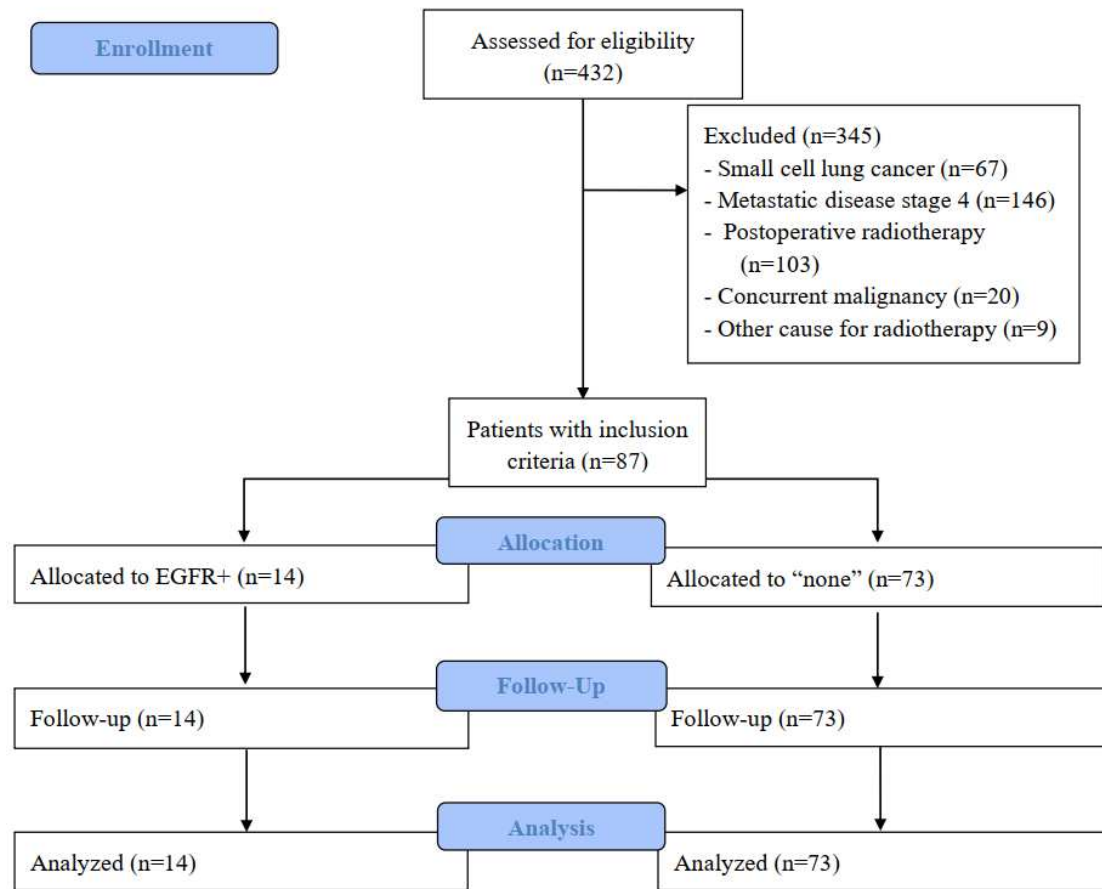 Enrollment
Assessed for eligibility
(n=432)
Excluded (n=345)
- Small cell lung cancer (n=67)
- Metastatic disease stage 4 (n=146)
- Postoperative radiotherapy
(n=103)
- Concurrent malignancy (n=20)
- Other cause for radiotherapy (n=9)
Patients with inclusion
criteria (n=87)
Allocation
Allocated to EGFR+ (n=14)
Allocated to “none” (n=73)
Follow-Up
Follow-up (n=14)
Follow-up (n=73)
Analysis
Analyzed (n=14)
Analyzed (n=73)